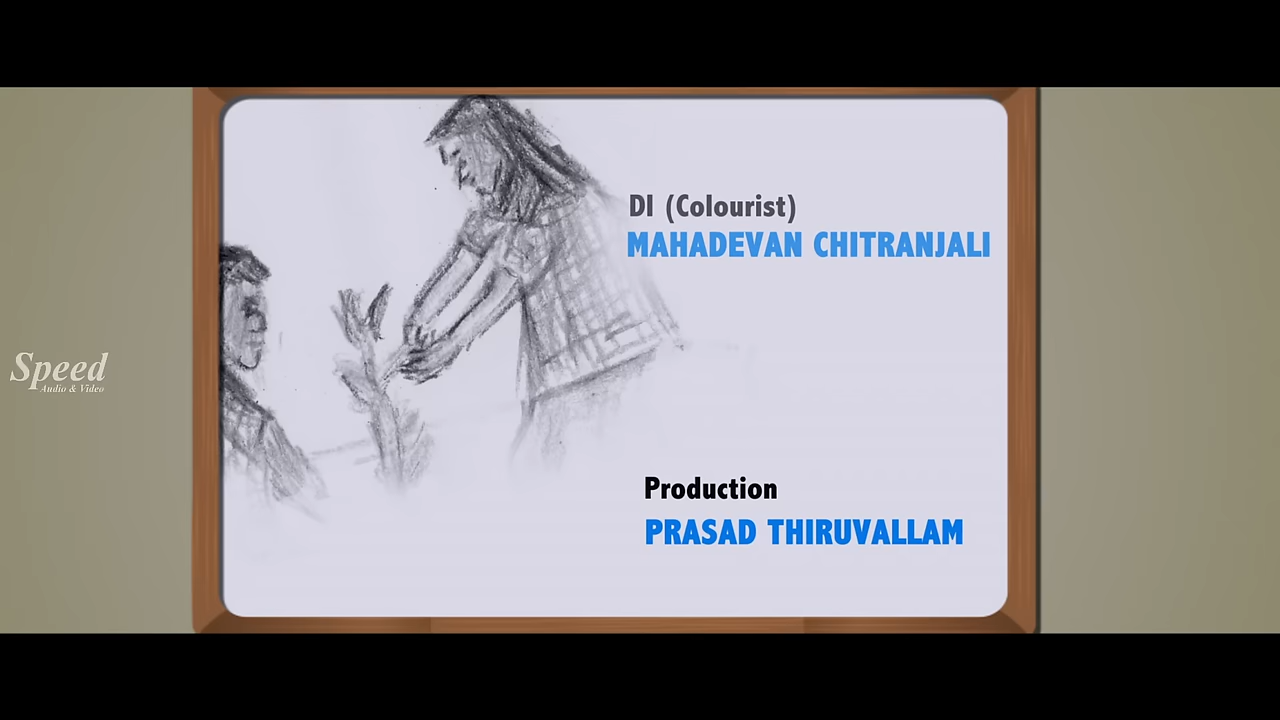 DI (Colourist)
MAHADEVAN CHITRANJALI
Speed
Audio & Video
Production
PRASAD THIRUVALLAM